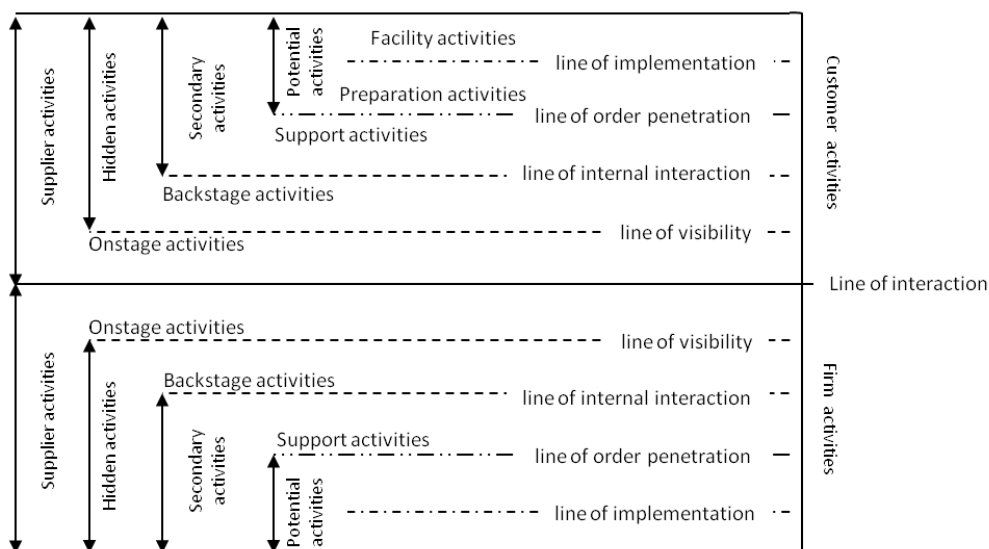 Facility activities
line of implementation
Preparation activities
line of order penetration
Support activities
line of internal interaction
Backstage activities
line of visibility
Onstage activities
Supplier activities
Hidden activities
Secondary
activities
Potential
activities
Customer activities
Line of interaction
Onstage activities
line of visibility
Backstage activities
line of internal interaction
Support activities
line of order penetration
line of implementation
Supplier activities
Hidden activities
Secondary
activities
Potential
activities
Firm activities